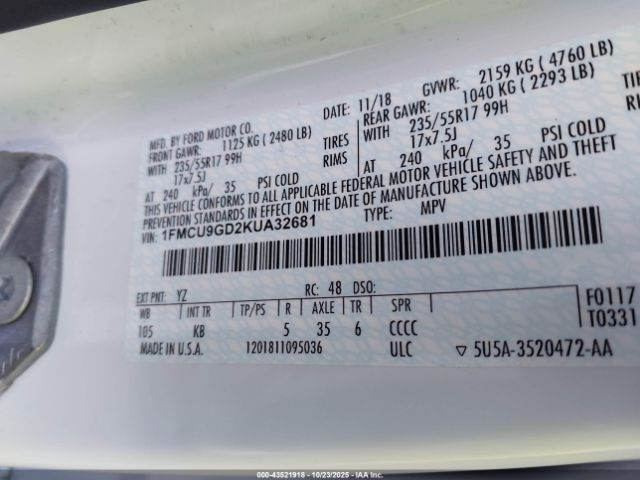 MFD. BY FORD MOTOR CO. DATE: 11/18 GVWR: 2159 KG ( 4760 LB)
FRONT GAWR: 1125 KG ( 2480 LB) REAR GAWR: 1040 KG ( 2293 LB)
WITH 235/55R17 99H TIRES WITH 235/55R17 99H TIRE
17x7.5J RIMS 17x7.5J RIM
AT 240 kPa/ 35 PSI COLD AT 240 kPa/ 35 PSI COLD
THIS VEHICLE CONFORMS TO ALL APPLICABLE FEDERAL MOTOR VEHICLE SAFETY AND THEFT
PREVENTION STANDARDS IN EFFECT ON THE DATE OF MANUFACTURE SHOWN ABOVE.
VIN: 1FMCU9GD2KUA32681 TYPE: MPV
EXT PNT: YZ RC: 48 DSO: F0117
WB INT TR TP/PS R AXLE TR SPR T0331
105 KB 5 35 6 CCCC
MADE IN U.S.A. 1201811095036 ULC ▽ 5U5A-3520472-AA
000-43521918 - 10/23/2025 - IAA Inc.